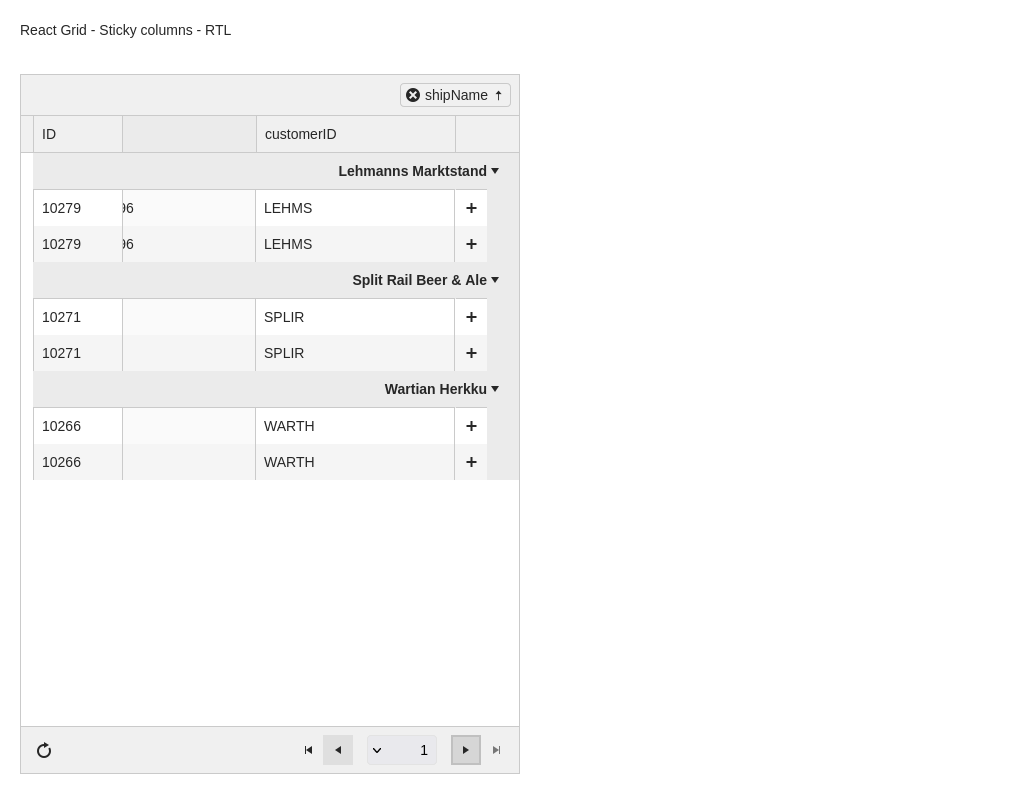 React Grid - Sticky columns - RTL
shipName
ID customerID
Lehmanns Marktstand
10279 96 LEHMS +
10279 96 LEHMS +
Split Rail Beer & Ale
10271 SPLIR +
10271 SPLIR +
Wartian Herkku
10266 WARTH +
10266 WARTH +
1